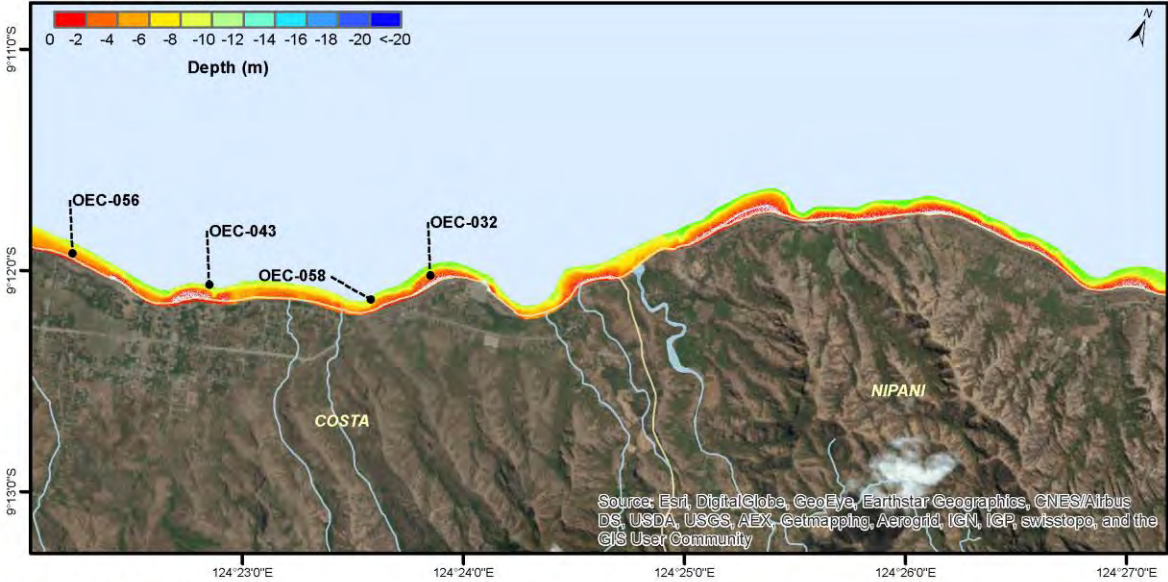 N
0 -2 -4 -6 -8 -10 -12 -14 -16 -18 -20 <-20
Depth (m)
9°11'0"S
OEC-056
OEC-043
OEC-032
OEC-058
9°12'0"S
NIPANI
COSTA
9°13'0"S
Source: Esri, DigitalGlobe, GeoEye, Earthstar Geographics, CNES/Airbus
DS, USDA, USGS, AEX, Getmapping, Aerogrid, IGN, IGP, swisstopo, and the
GIS User Community
124°23'0"E 124°24'0"E 124°25'0"E 124°26'0"E 124°27'0"E